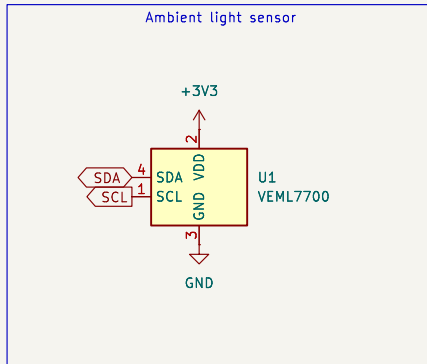 Ambient light sensor
+3V3
2
SDA 4 SDA VDD U1
SCL 1 SCL GND VEML7700
3
GND